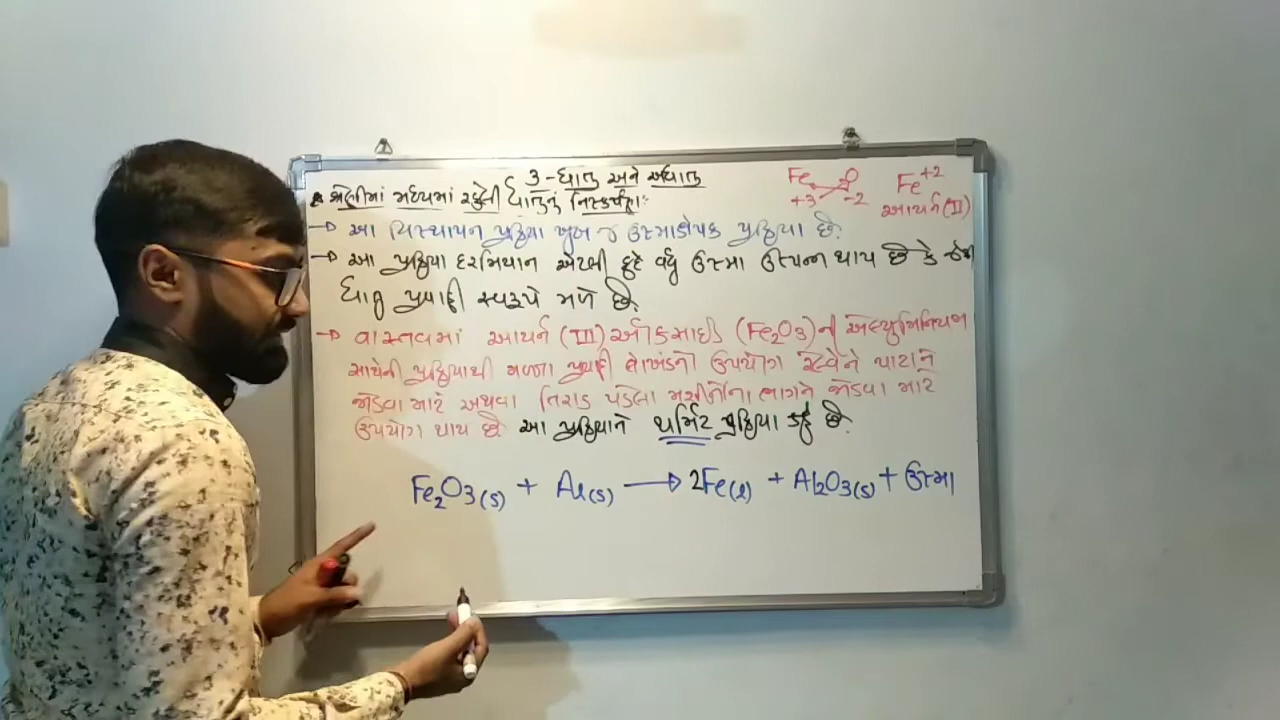 3-ધાતુ અને અધાતુ
શ્રેણીમાં મધ્યમાં રહેલી ધાતુનું નિષ્કર્ષણ:
Fe O
+3 -2
Fe+2
આયર્ન(II)
→ આ વિસ્થાપન પ્રક્રિયા ખુબ જ ઉષ્માક્ષેપક પ્રક્રિયા છે.
→ આ પ્રક્રિયા દરમિયાન એટલી હદે વધુ ઉષ્મા ઉત્પન્ન થાય છે કે જેથી
ધાતુ પ્રવાહી સ્વરૂપે મળે છે.
→ વાસ્તવમાં આયર્ન (III) ઓક્સાઈડ (Fe2O3) ની એલ્યુમિનિયમ
સાથેની પ્રક્રિયાથી મળતા પ્રવાહી લોખંડનો ઉપયોગ રેલ્વેને પાટાને
જોડવા માટે અથવા તિરાડ પડેલા મશીનોના ભાગને જોડવા માટે
ઉપયોગ થાય છે. આ પ્રક્રિયાને થર્મિટ પ્રક્રિયા કહે છે.
Fe2O3(s) + Al(s) → 2Fe(l) + Al2O3(s) + ઉષ્મા